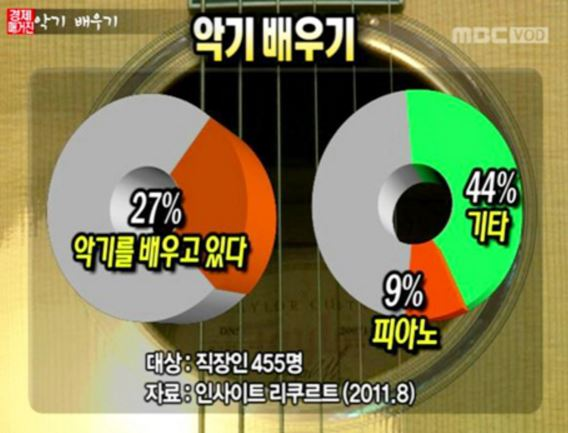 경제
매거진
악기 배우기
MBC VOD
악기 배우기
27%
악기를 배우고 있다
44%
기타
9%
피아노
대상 : 직장인 455명
자료 : 인사이트 리쿠르트 (2011.8)